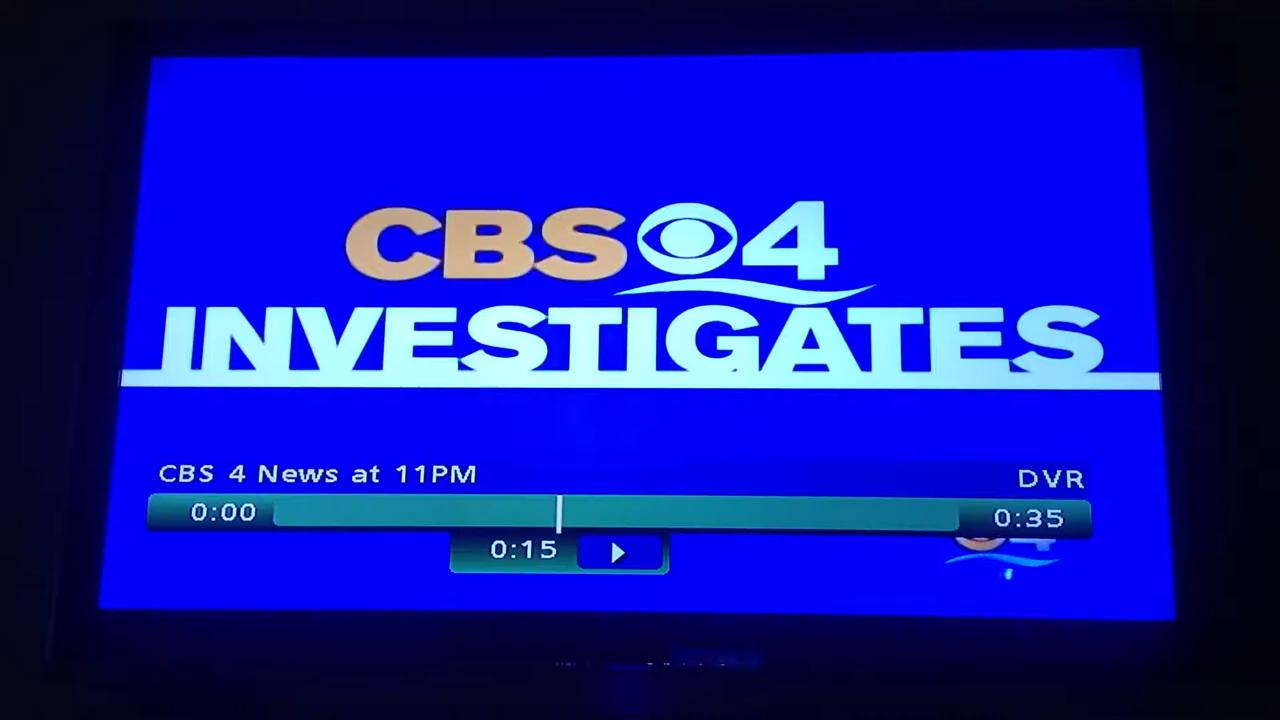 CBS 4
INVESTIGATES
CBS 4 News at 11PM
DVR
0:00
0:35
0:15